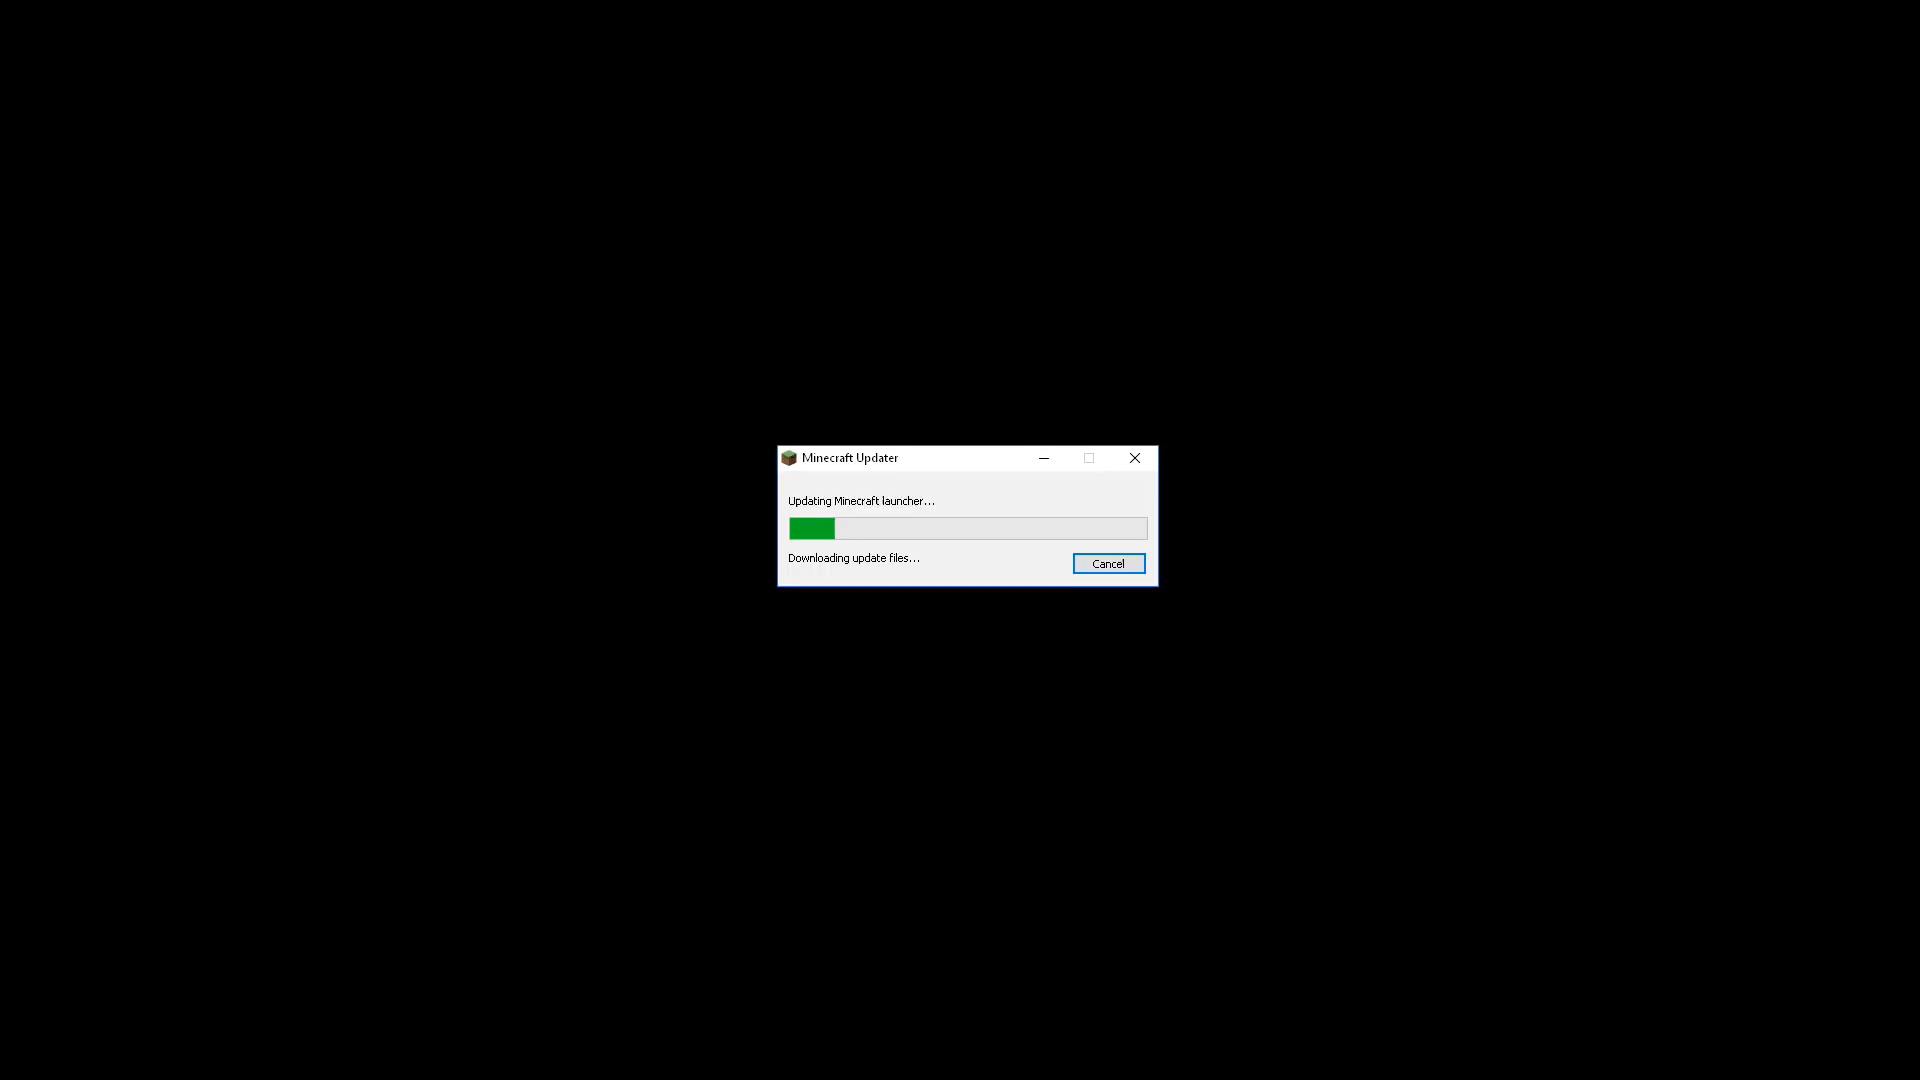 Minecraft Updater
Updating Minecraft launcher...
Downloading update files...
Cancel